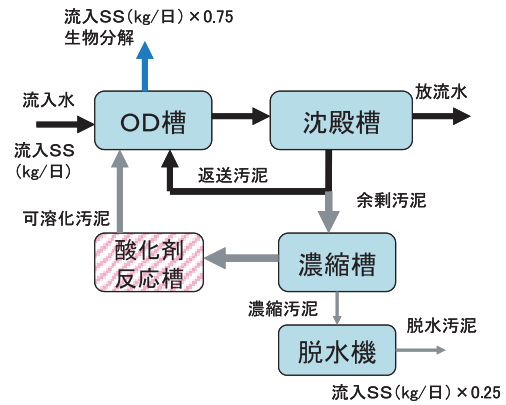 流入SS(kg/日)×0.75
生物分解
流入水
OD槽
沈殿槽
放流水
流入SS
(kg/日)
返送汚泥
余剰汚泥
可溶化汚泥
酸化剤
反応槽
濃縮槽
濃縮汚泥
脱水機
脱水汚泥
流入SS(kg/日)×0.25